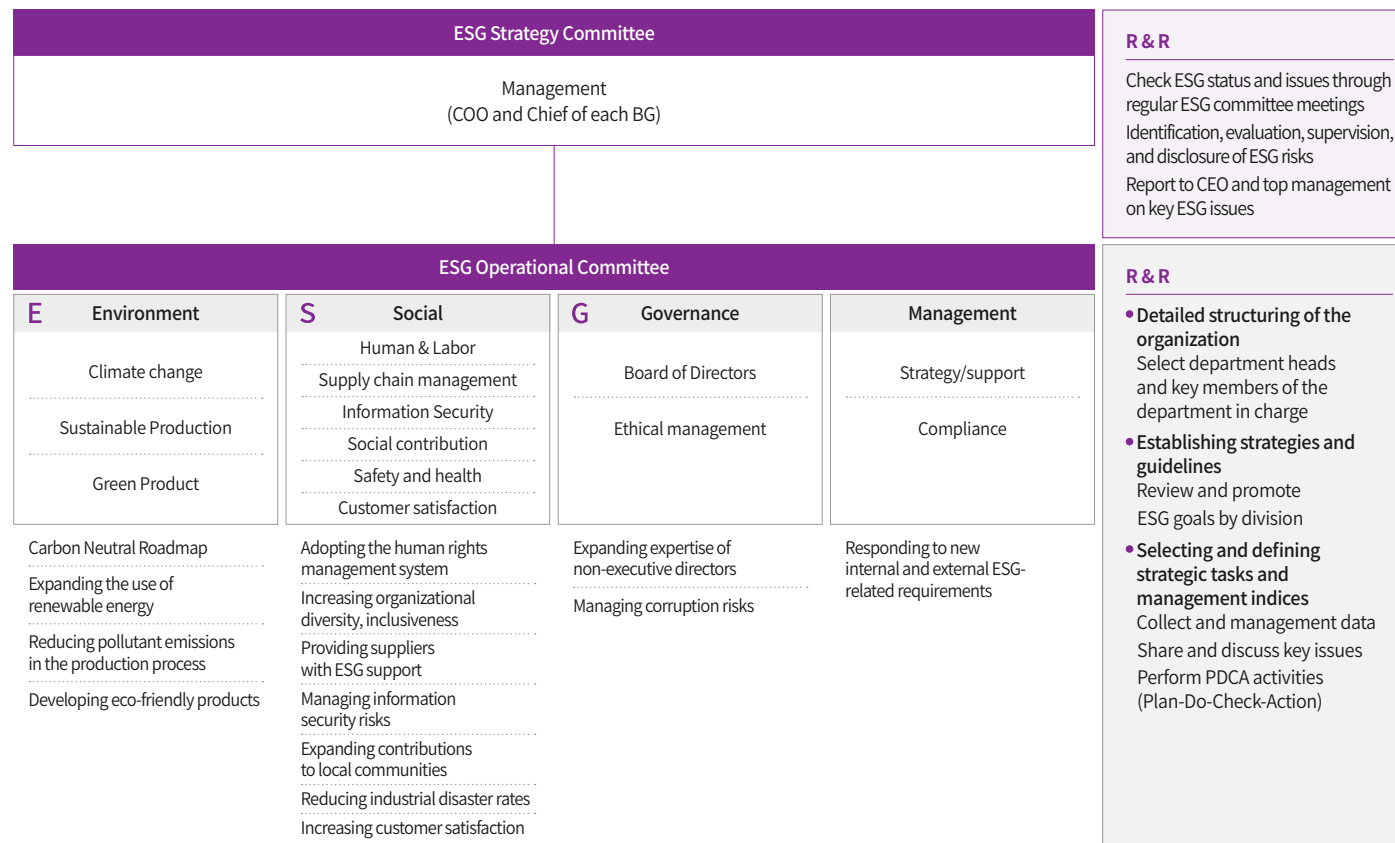 ESG Strategy Committee
Management
(COO and Chief of each BG)
R & R
Check ESG status and issues through
regular ESG committee meetings
Identification, evaluation, supervision,
and disclosure of ESG risks
Report to CEO and top management
on key ESG issues
ESG Operational Committee
E Environment
Climate change
Sustainable Production
Green Product
Carbon Neutral Roadmap
Expanding the use of
renewable energy
Reducing pollutant emissions
in the production process
Developing eco-friendly products
S Social
Human & Labor
Supply chain management
Information Security
Social contribution
Safety and health
Customer satisfaction
Adopting the human rights
management system
Increasing organizational
diversity, inclusiveness
Providing suppliers
with ESG support
Managing information
security risks
Expanding contributions
to local communities
Reducing industrial disaster rates
Increasing customer satisfaction
G Governance
Board of Directors
Ethical management
Expanding expertise of
non-executive directors
Managing corruption risks
Management
Strategy/support
Compliance
Responding to new
internal and external ESG-
related requirements
R & R
• Detailed structuring of the
organization
Select department heads
and key members of the
department in charge
• Establishing strategies and
guidelines
Review and promote
ESG goals by division
• Selecting and defining
strategic tasks and
management indices
Collect and management data
Share and discuss key issues
Perform PDCA activities
(Plan-Do-Check-Action)